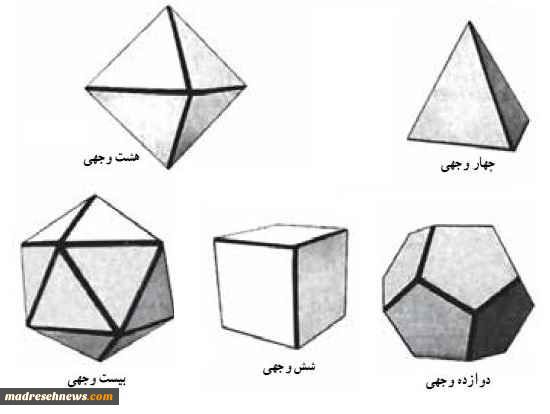 چهار وجهی
هشت وجهی
دوازده وجهی
شش وجهی
بیست وجهی
madresehnews.com